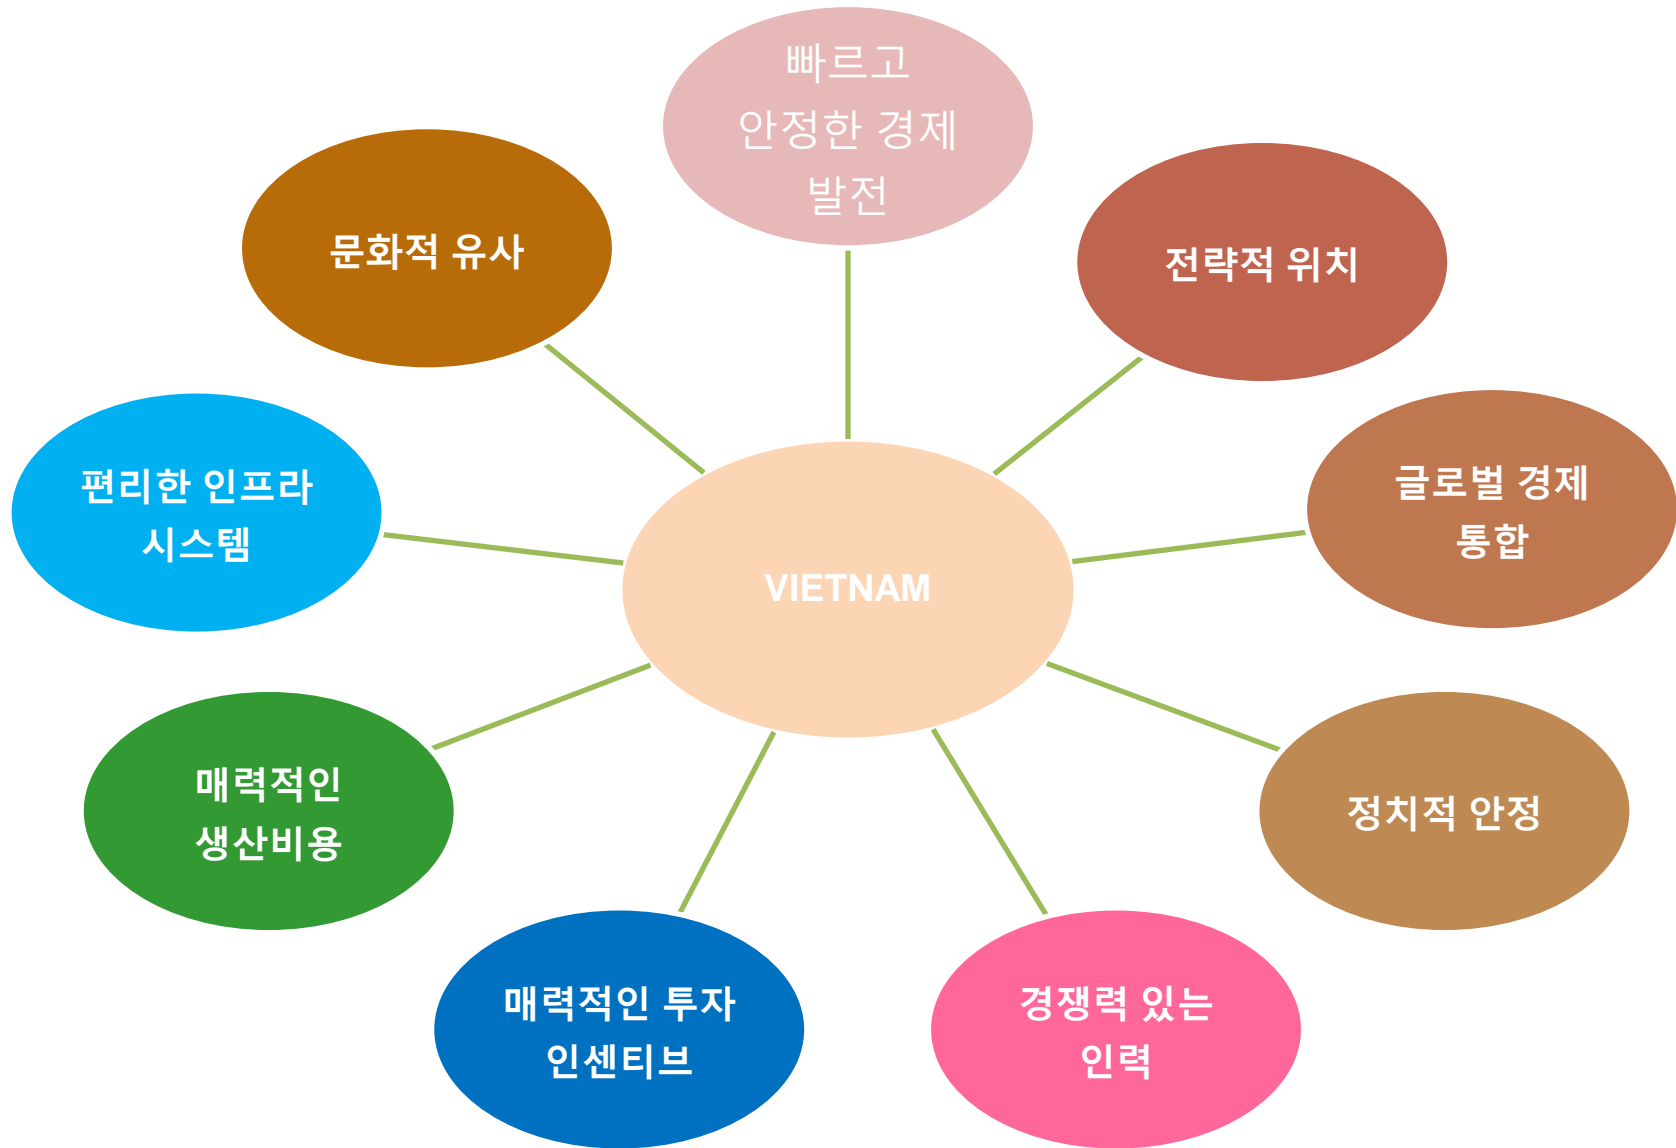 빠르고
안정한 경제
발전
전략적 위치
글로벌 경제
통합
정치적 안정
경쟁력 있는
인력
매력적인 투자
인센티브
매력적인
생산비용
편리한 인프라
시스템
문화적 유사
VIETNAM